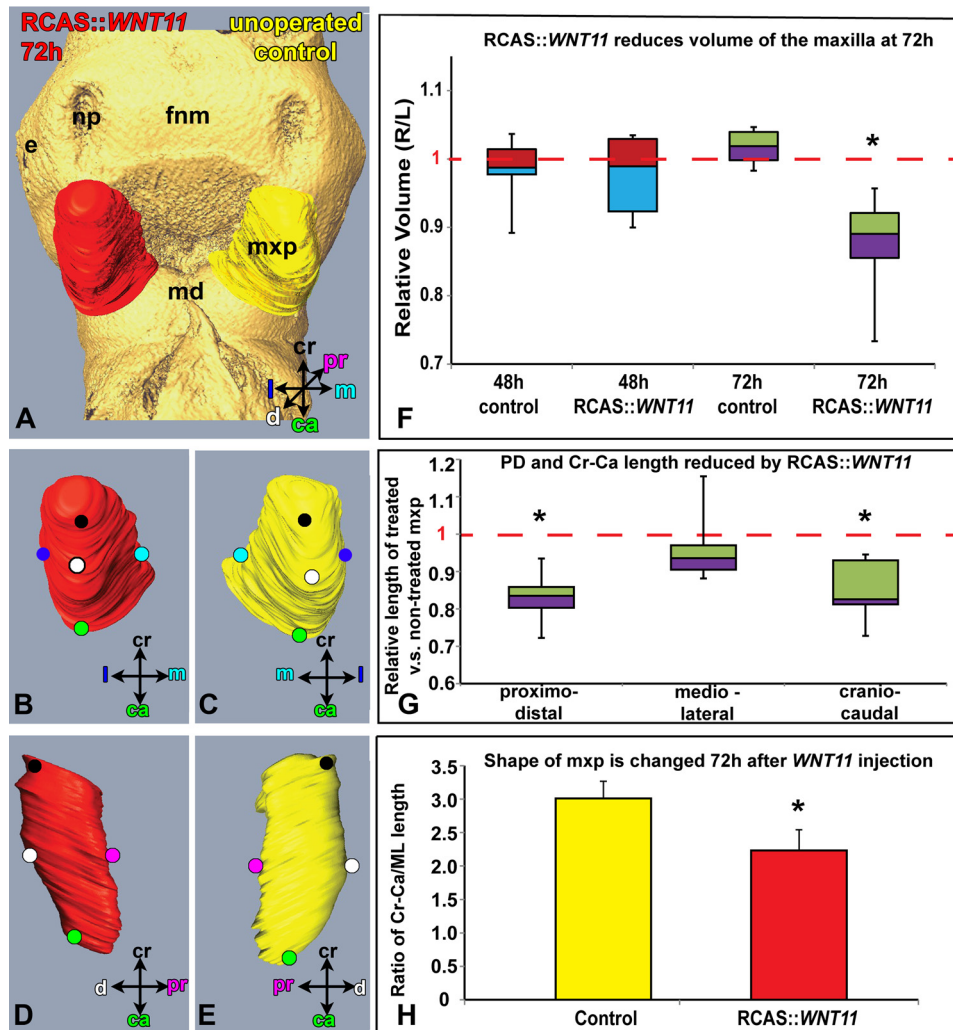 RCAS::WNT11
72h
unoperated
control
np
fnm
e
mxp
md
cr
pr
l
m
d
ca
A
cr
l
m
ca
B
cr
m
l
ca
C
cr
d
pr
ca
D
cr
pr
d
ca
E
RCAS::WNT11 reduces volume of the maxilla at 72h
Relative Volume (R/L)
1.1
1
0.9
0.8
0.7
*
48h
control
48h
RCAS::WNT11
72h
control
72h
RCAS::WNT11
F
PD and Cr-Ca length reduced by RCAS::WNT11
Relative length of treated
v.s. non-treated mxp
1.2
1.1
1
0.9
0.8
0.7
0.6
*
*
proximo-
distal
medio -
lateral
cranio-
caudal
G
Shape of mxp is changed 72h after WNT11 injection
Ratio of Cr-Ca/ML length
3.5
3.0
2.5
2.0
1.5
1.0
0.5
0
*
Control
RCAS::WNT11
H